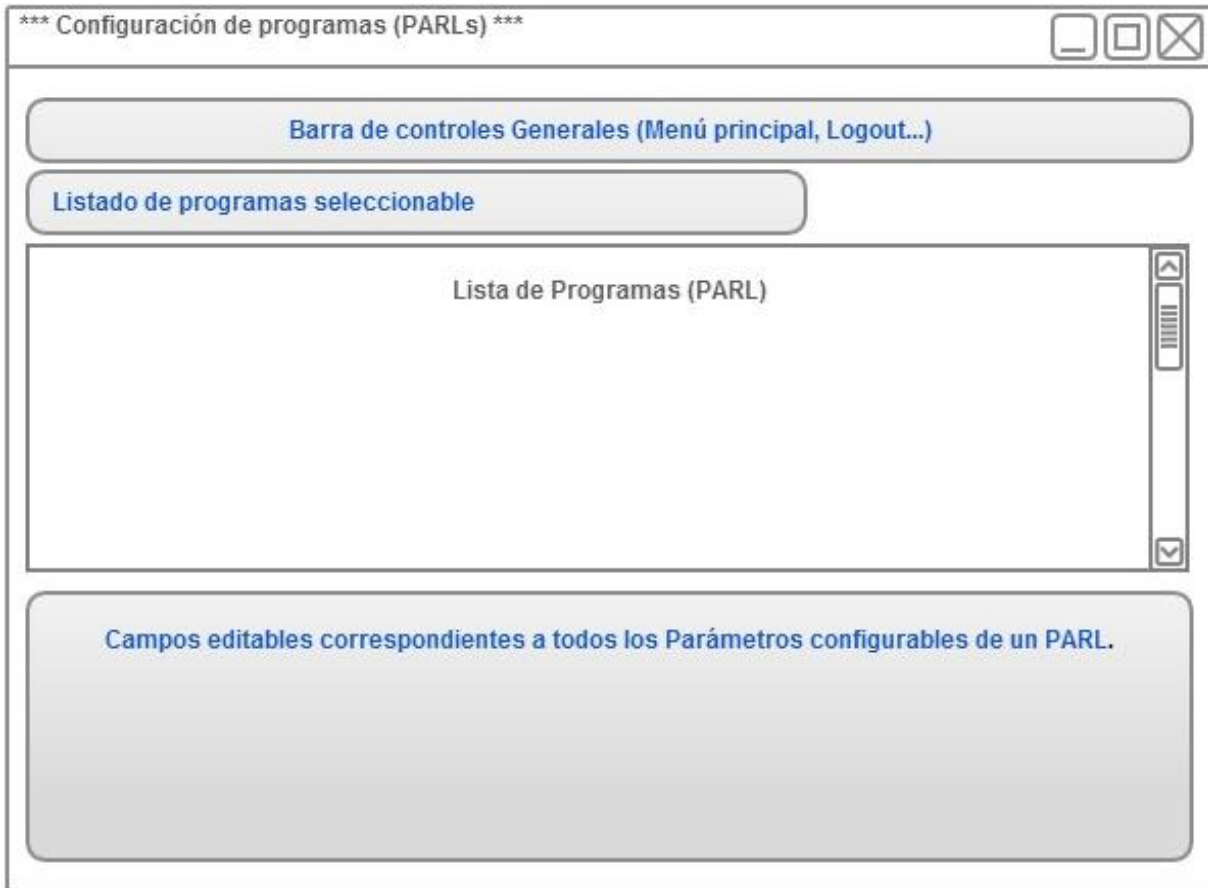 *** Configuración de programas (PARLs) ***
Barra de controles Generales (Menú principal, Logout...)
Listado de programas seleccionable
Lista de Programas (PARL)
Campos editables correspondientes a todos los Parámetros configurables de un PARL.